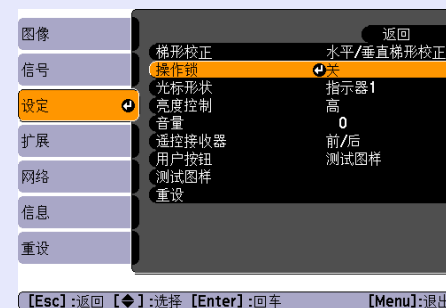 图像
信号
设定
扩展
网络
信息
重设
返回
梯形校正 水平/垂直梯形校正
操作锁 关
光标形状 指示器1
亮度控制 高
音量 0
遥控接收器 前/后
用户按钮 测试图样
测试图样
重设
[Esc] :返回 [◆] :选择 [Enter] :回车 [Menu]:退出